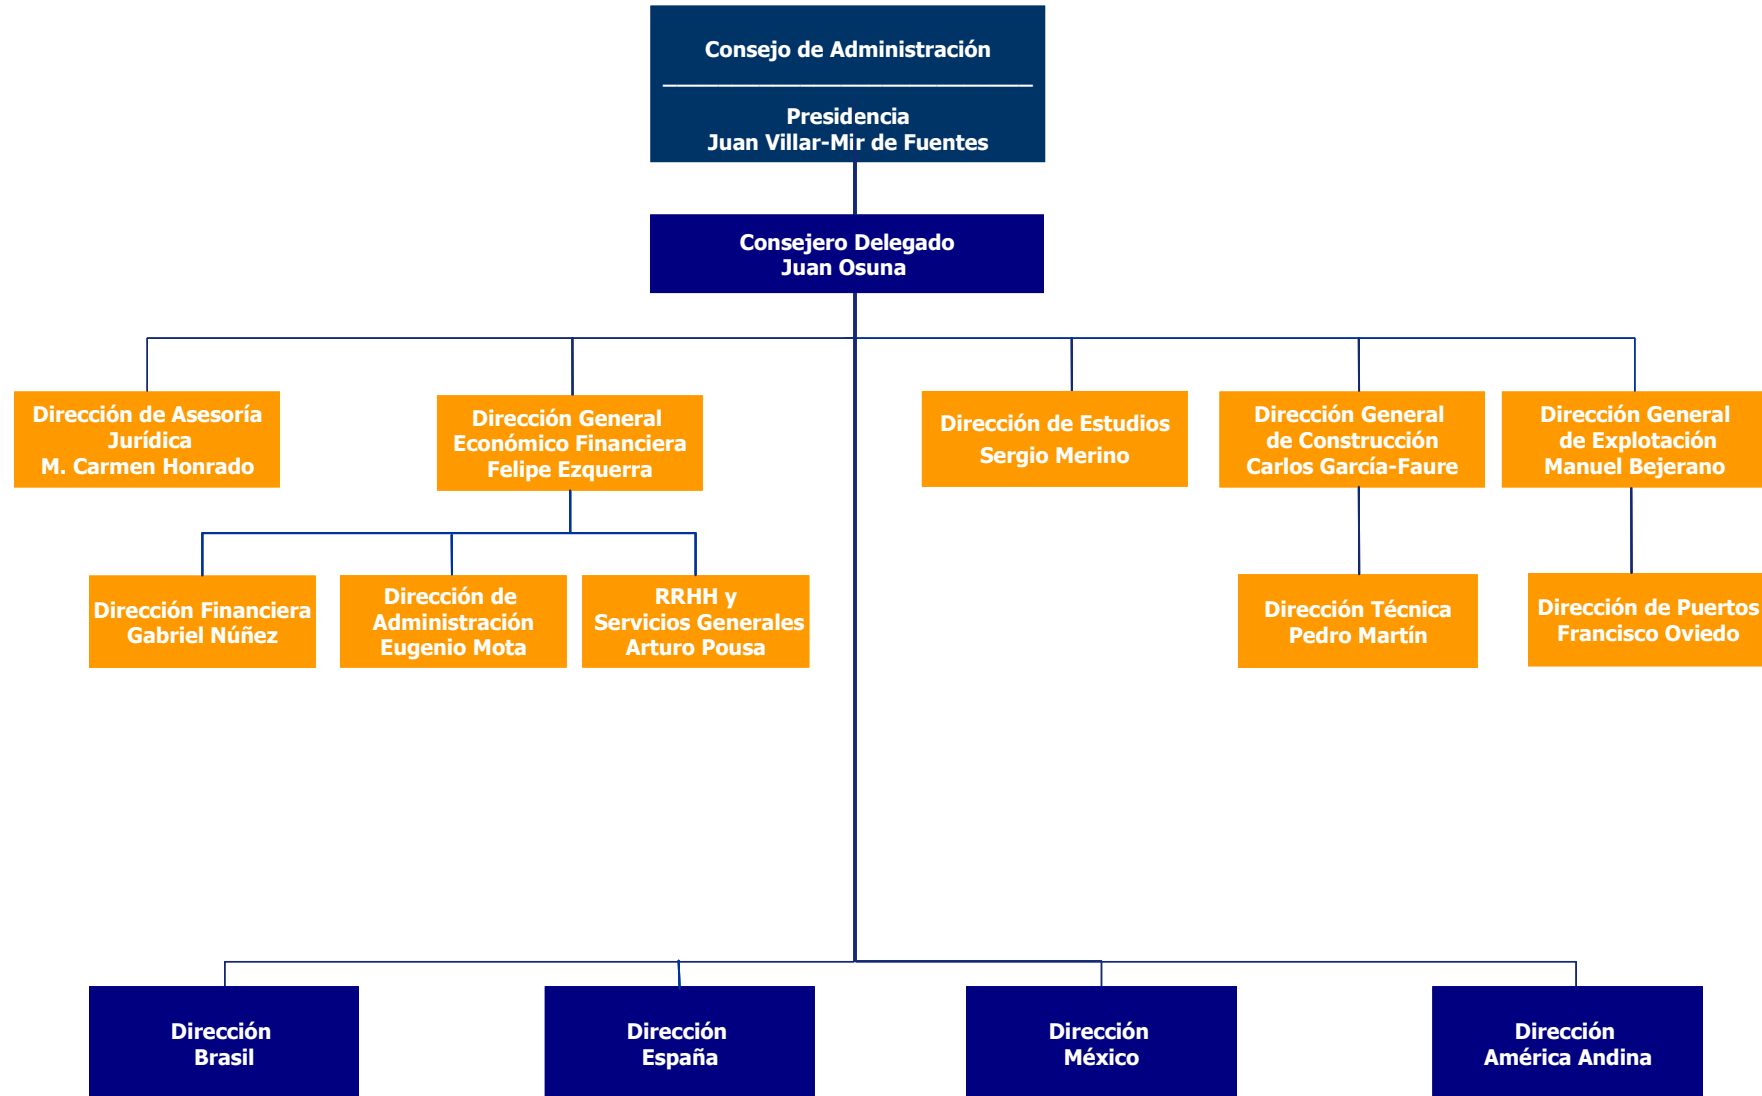 Consejo de Administración
Presidencia
Juan Villar-Mir de Fuentes
Consejero Delegado
Juan Osuna
Dirección de Asesoría
Jurídica
M. Carmen Honrado
Dirección General
Económico Financiera
Felipe Ezquerra
Dirección de Estudios
Sergio Merino
Dirección General
de Construcción
Carlos García-Faure
Dirección General
de Explotación
Manuel Bejerano
Dirección Financiera
Gabriel Núñez
Dirección de
Administración
Eugenio Mota
RRHH y
Servicios Generales
Arturo Pousa
Dirección Técnica
Pedro Martín
Dirección de Puertos
Francisco Oviedo
Dirección
Brasil
Dirección
España
Dirección
México
Dirección
América Andina